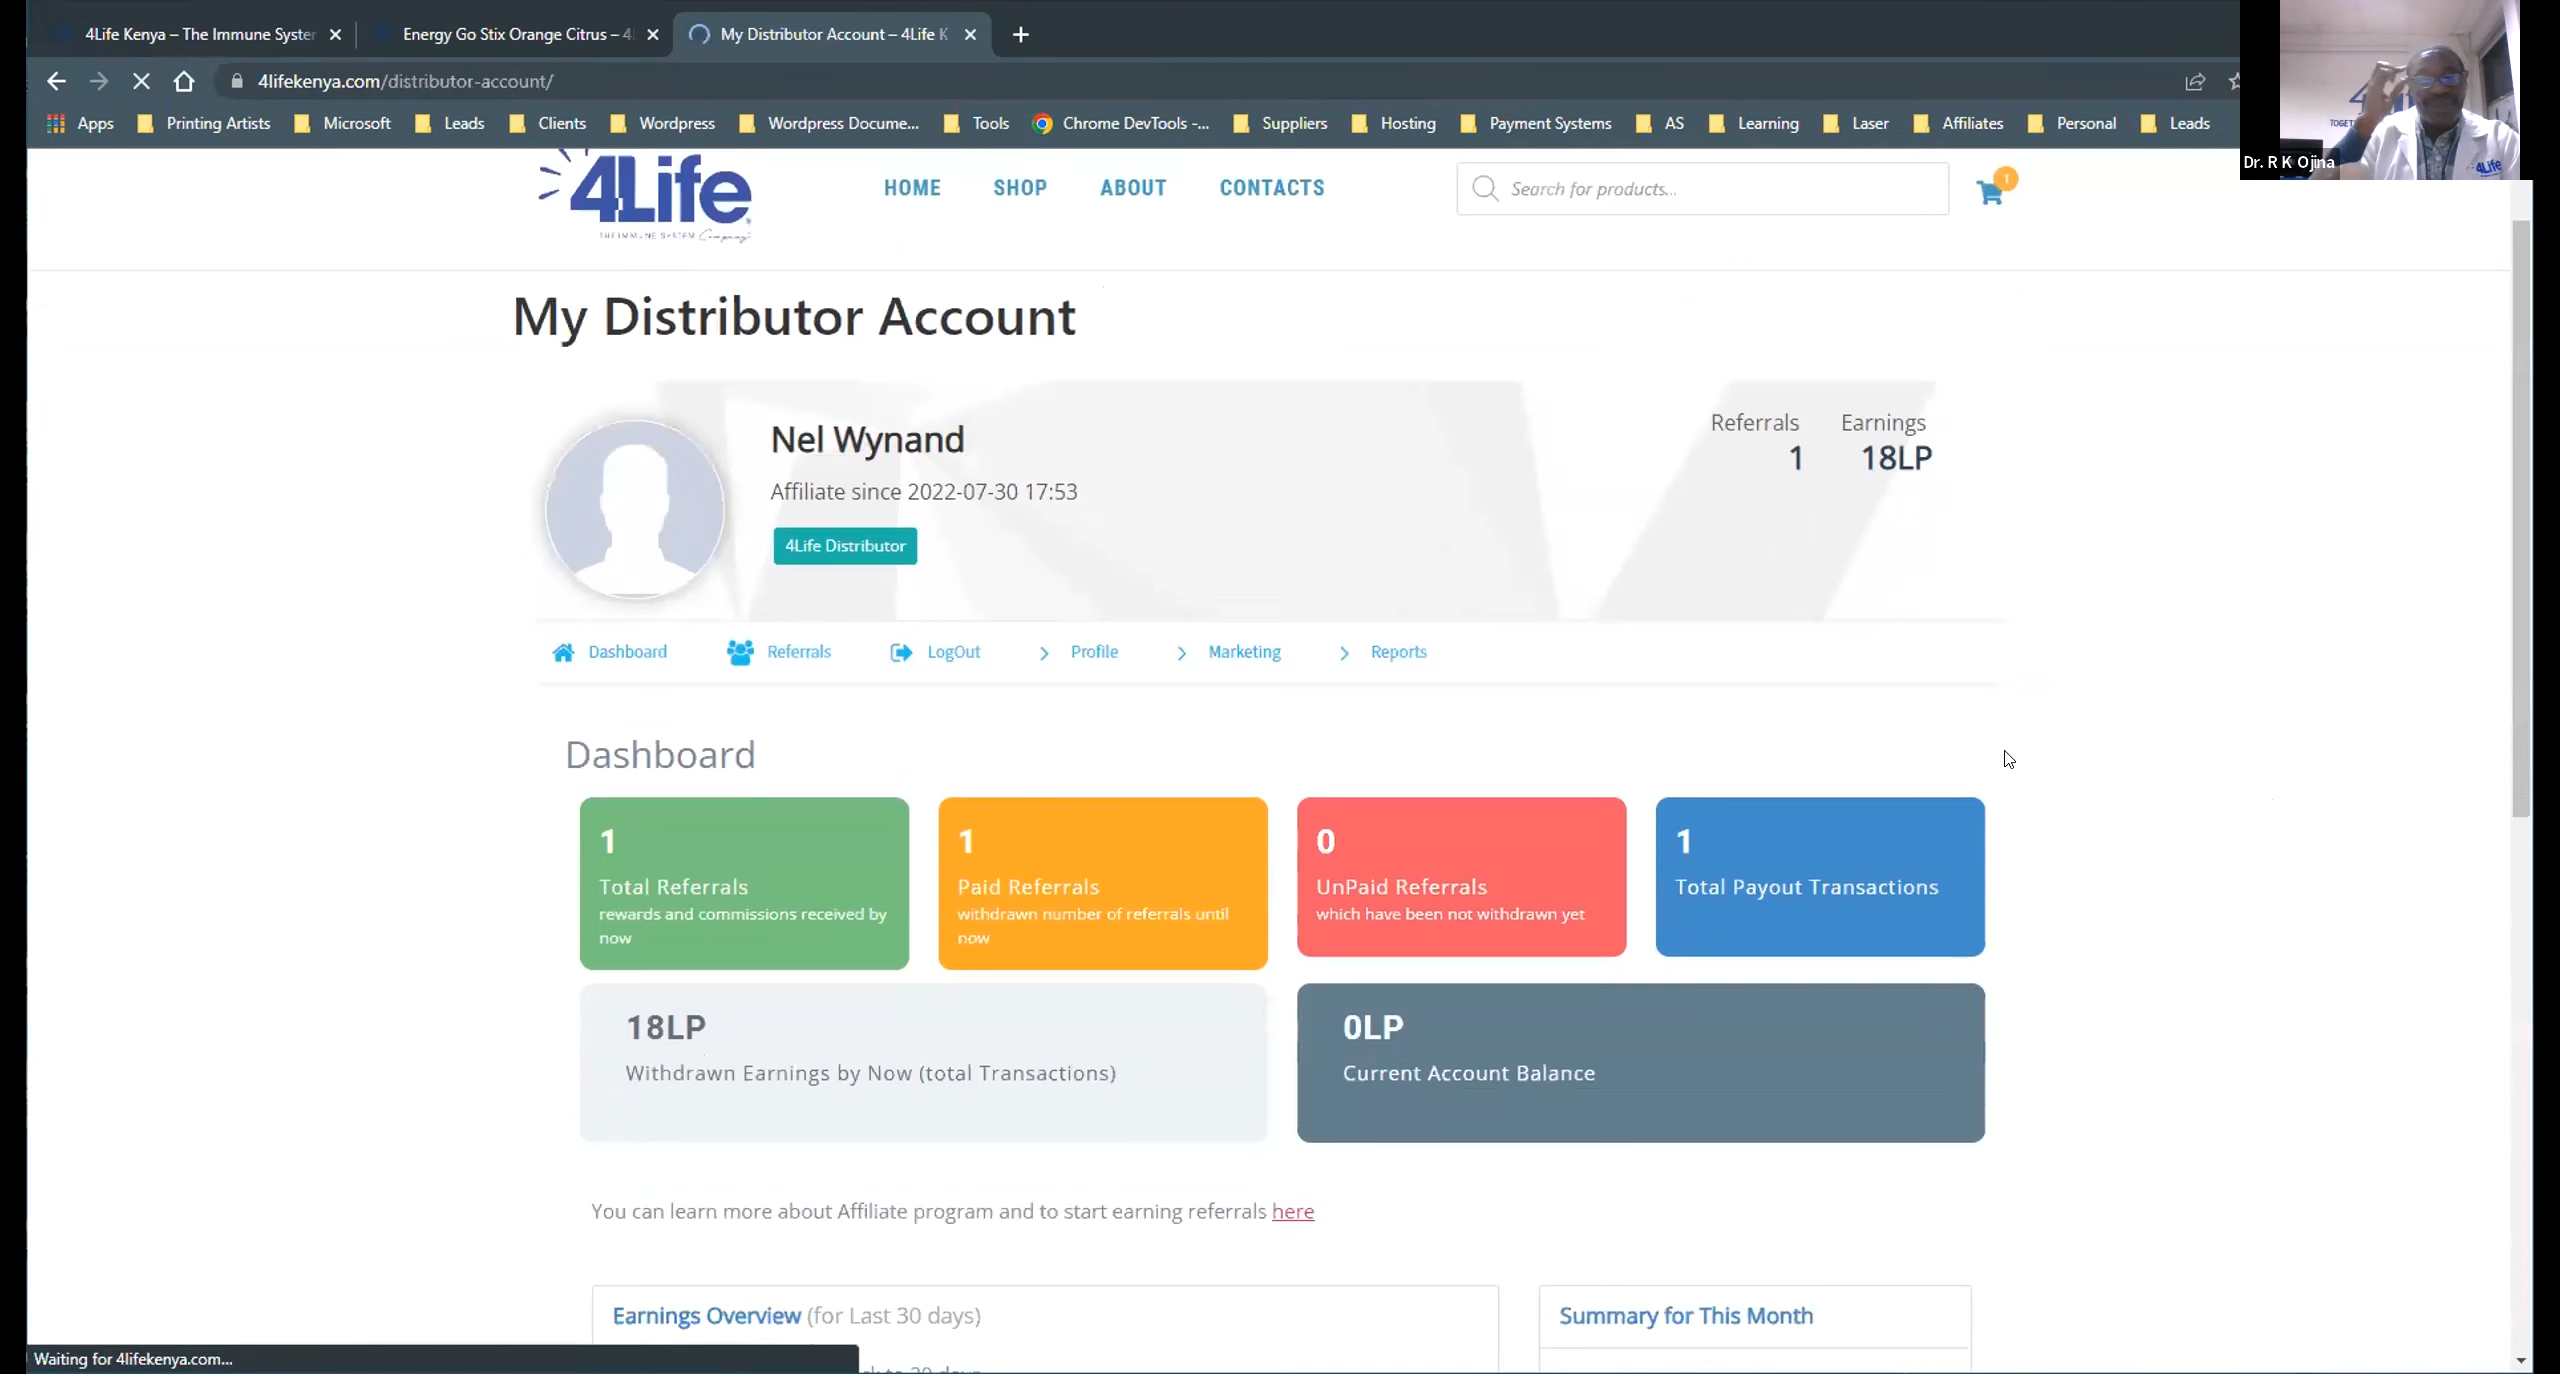 4Life Kenya – The Immune System
Energy Go Stix Orange Citrus – 4
My Distributor Account – 4Life K
4lifekenya.com/distributor-account/
Apps
Printing Artists
Microsoft
Leads
Clients
Wordpress
Wordpress Docume...
Tools
Chrome DevTools -...
Suppliers
Hosting
Payment Systems
AS
Learning
Laser
Affiliates
Personal
Leads
Dr. R K Ojina
4Life
4Life
THE IMMUNE SYSTEM Company
HOME
SHOP
ABOUT
CONTACTS
Search for products...
1
My Distributor Account
Nel Wynand
Affiliate since 2022-07-30 17:53
4Life Distributor
Referrals
1
Earnings
18LP
Dashboard
Referrals
LogOut
Profile
Marketing
Reports
Dashboard
1
Total Referrals
rewards and commissions received by
now
1
Paid Referrals
withdrawn number of referrals until
now
0
UnPaid Referrals
which have been not withdrawn yet
1
Total Payout Transactions
18LP
Withdrawn Earnings by Now (total Transactions)
0LP
Current Account Balance
You can learn more about Affiliate program and to start earning referrals here
Earnings Overview (for Last 30 days)
Summary for This Month
Waiting for 4lifekenya.com...